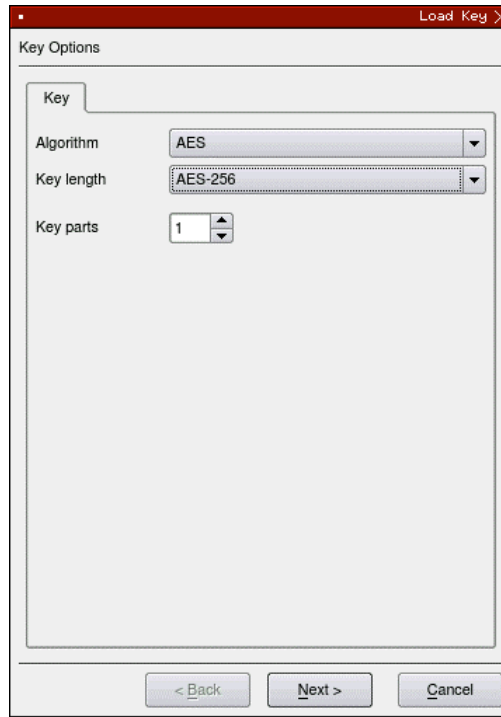 Load Key
Key Options
Key
Algorithm AES
Key length AES-256
Key parts 1
< Back Next > Cancel